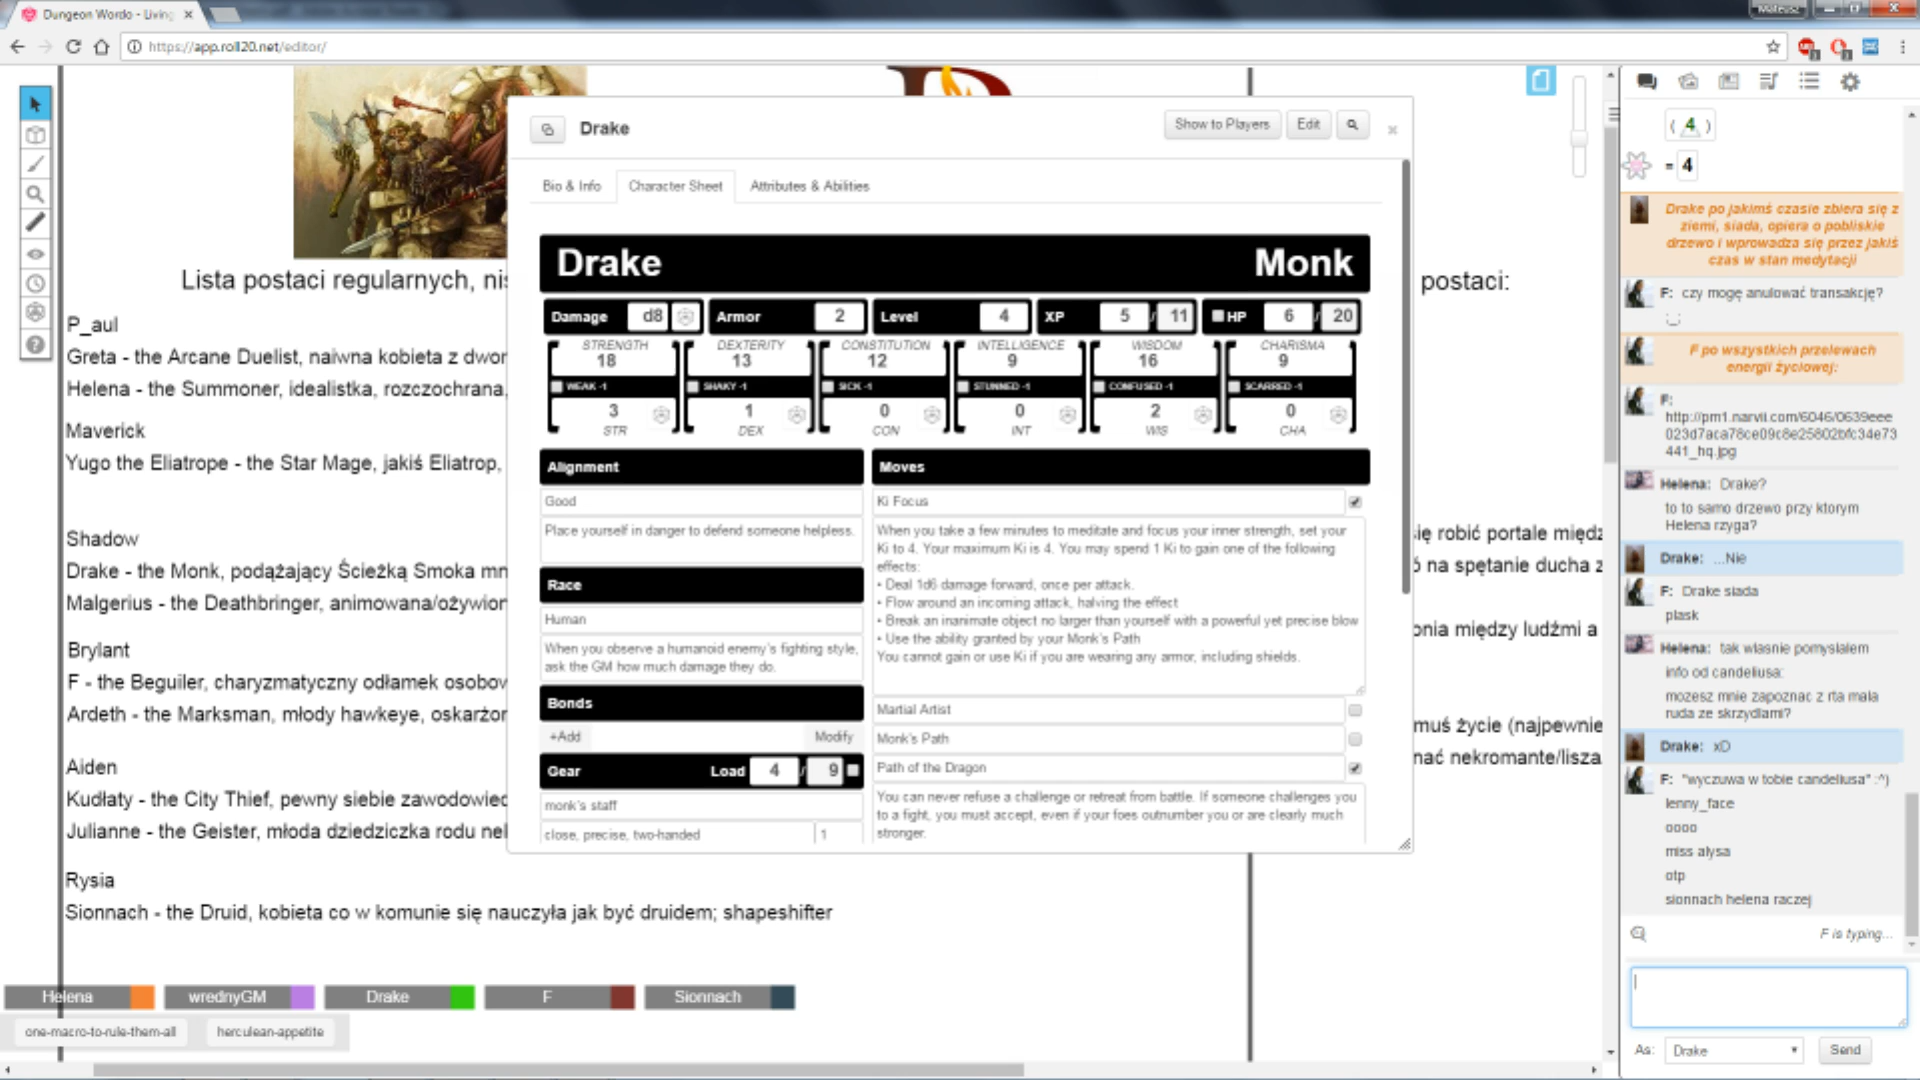 Dungeon Wordo - Living
Mateusz
https://app.roll20.net/editor/
Lista postaci regularnych, nis
postaci:
P_aul
Greta - the Arcane Duelist, naiwna kobieta z dwor
Helena - the Summoner, idealistka, rozczochrana,
Maverick
Yugo the Eliatrope - the Star Mage, jakiś Eliatrop,
Shadow
się robić portale międz
Drake - the Monk, podążający Ścieżką Smoka mn
ó na spętanie ducha z
Malgerius - the Deathbringer, animowana/ożywion
onia między ludźmi a
Brylant
F - the Beguiler, charyzmatyczny odłamek osobow
Ardeth - the Marksman, młody hawkeye, oskarżon
muś życie (najpewnie
nać nekromante/lisza
Aiden
Kudłaty - the City Thief, pewny siebie zawodowiec
Julianne - the Geister, młoda dziedziczka rodu nel
Rysia
Sionnach - the Druid, kobieta co w komunie się nauczyła jak być druidem; shapeshifter
Drake
Show to Players
Edit
Bio & Info
Character Sheet
Attributes & Abilities
Drake Monk
Damage d8 Armor 2 Level 4 XP 5 / 11 HP 6 / 20
STRENGTH DEXTERITY CONSTITUTION INTELLIGENCE WISDOM CHARISMA
18 13 12 9 16 9
WEAK -1 SHAKY -1 SICK -1 STUNNED -1 CONFUSED -1 SCARRED -1
3 1 0 0 2 0
STR DEX CON INT WIS CHA
Alignment
Good
Place yourself in danger to defend someone helpless.
Race
Human
When you observe a humanoid enemy's fighting style,
ask the GM how much damage they do.
Bonds
+Add Modify
Gear Load 4 / 9
monk's staff
close, precise, two-handed 1
Moves
Ki Focus
When you take a few minutes to meditate and focus your inner strength, set your
Ki to 4. Your maximum Ki is 4. You may spend 1 Ki to gain one of the following
effects:
• Deal 1d6 damage forward, once per attack.
• Flow around an incoming attack, halving the effect
• Break an inanimate object no larger than yourself with a powerful yet precise blow
• Use the ability granted by your Monk's Path
You cannot gain or use Ki if you are wearing any armor, including shields.
Martial Artist
Monk's Path
Path of the Dragon
You can never refuse a challenge or retreat from battle. If someone challenges you
to a fight, you must accept, even if your foes outnumber you or are clearly much
stronger.
( 4 )
= 4
Drake po jakimś czasie zbiera się z
ziemi, siada, opiera o pobliskie
drzewo i wprowadza się przez jakiś
czas w stan medytacji
F: czy mogę anulować transakcję?
;_;
F po wszystkich przelewach
energii życiowej:
F:
http://pm1.narvii.com/6046/0639eee
023d7aca78ce09c8e25802bfc34e73
441_hq.jpg
Helena: Drake?
to to samo drzewo przy ktorym
Helena rzyga?
Drake: ...Nie
F: Drake siada
plask
Helena: tak wlasnie pomyslalem
info od candeliusa:
mozesz mnie zapoznac z rta mala
ruda ze skrzydlami?
Drake: xD
F: "wyczuwa w tobie candeliusa" :^)
lenny_face
oooo
miss alysa
otp
sionnach helena raczej
F is typing...
As: Drake Send
Helena
wrednyGM
Drake
F
Sionnach
one-macro-to-rule-them-all
herculean-appetite